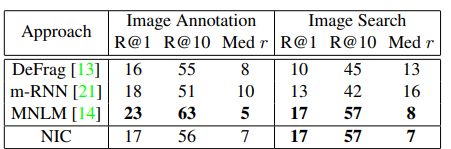 Approach Image Annotation Image Search
R@1 R@10 Med r R@1 R@10 Med r
DeFrag [13] 16 55 8 10 45 13
m-RNN [21] 18 51 10 13 42 16
MNLM [14] 23 63 5 17 57 8
NIC 17 56 7 17 57 7